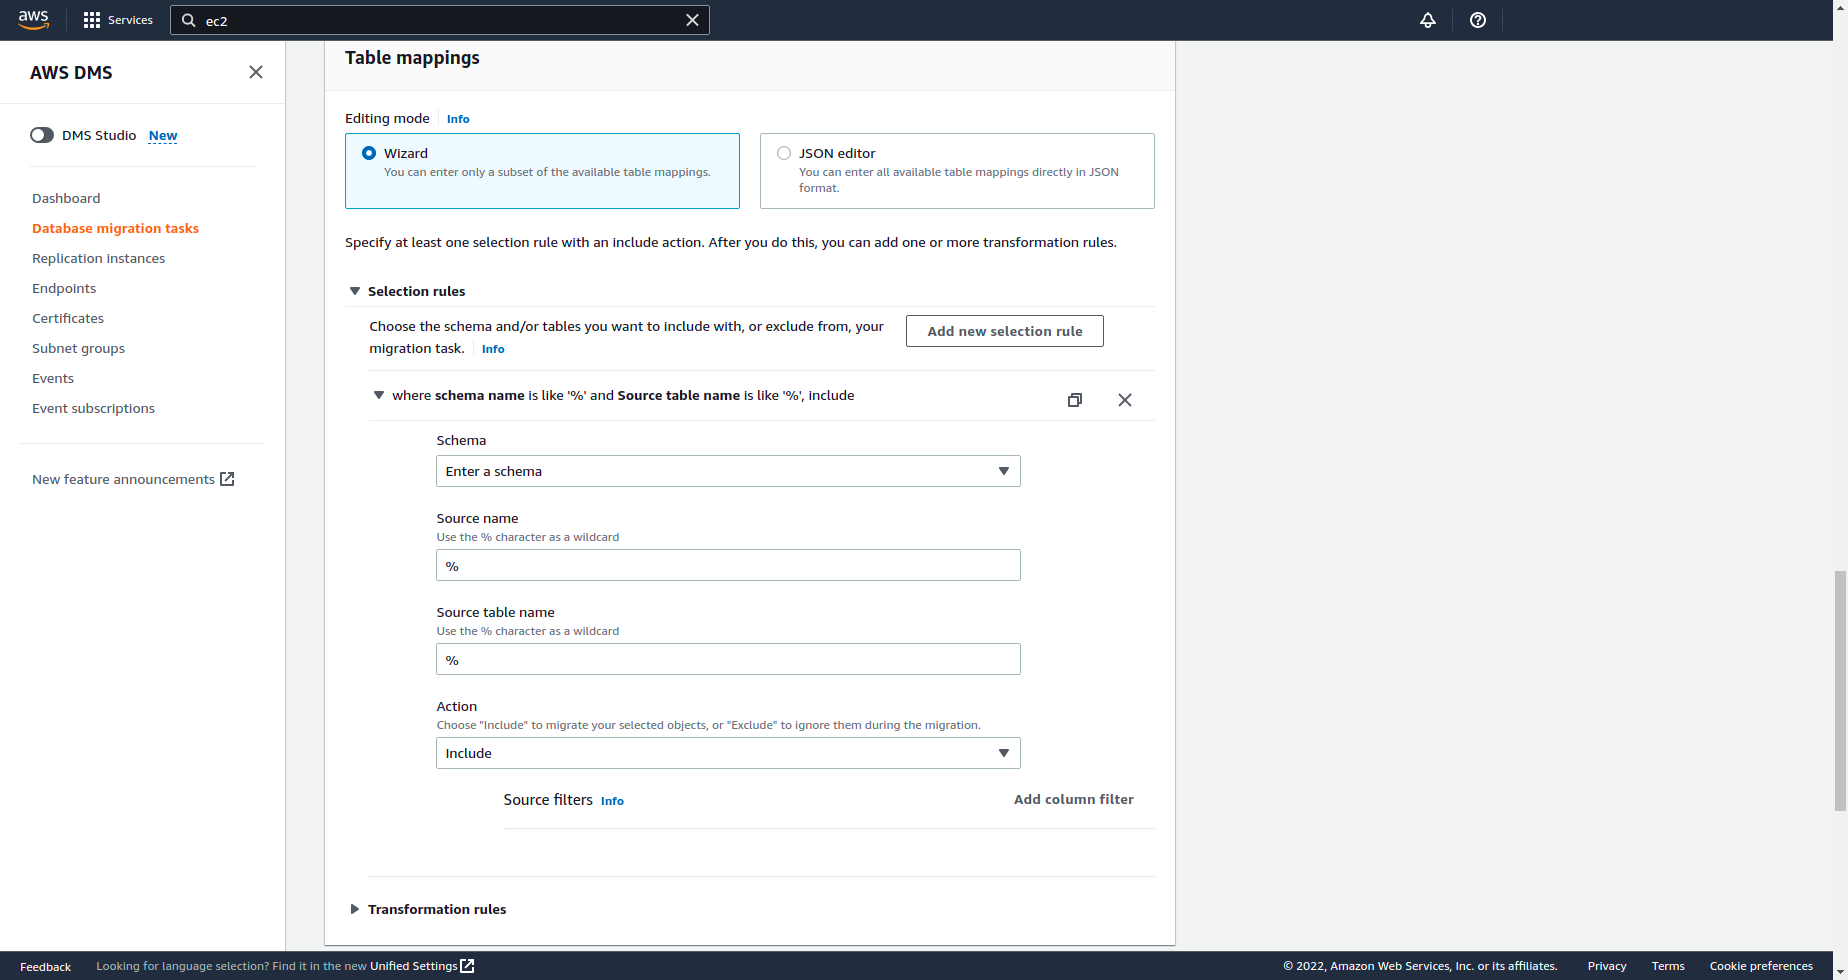 aws
Services
ec2
AWS DMS
DMS Studio New
Dashboard
Database migration tasks
Replication instances
Endpoints
Certificates
Subnet groups
Events
Event subscriptions
New feature announcements
Table mappings
Editing mode Info
Wizard
You can enter only a subset of the available table mappings.
JSON editor
You can enter all available table mappings directly in JSON
format.
Specify at least one selection rule with an include action. After you do this, you can add one or more transformation rules.
Selection rules
Choose the schema and/or tables you want to include with, or exclude from, your
migration task. Info
Add new selection rule
where schema name is like '%' and Source table name is like '%', include
Schema
Enter a schema
Source name
Use the % character as a wildcard
%
Source table name
Use the % character as a wildcard
%
Action
Choose "Include" to migrate your selected objects, or "Exclude" to ignore them during the migration.
Include
Source filters Info
Add column filter
Transformation rules
Feedback Looking for language selection? Find it in the new Unified Settings
© 2022, Amazon Web Services, Inc. or its affiliates. Privacy Terms Cookie preferences